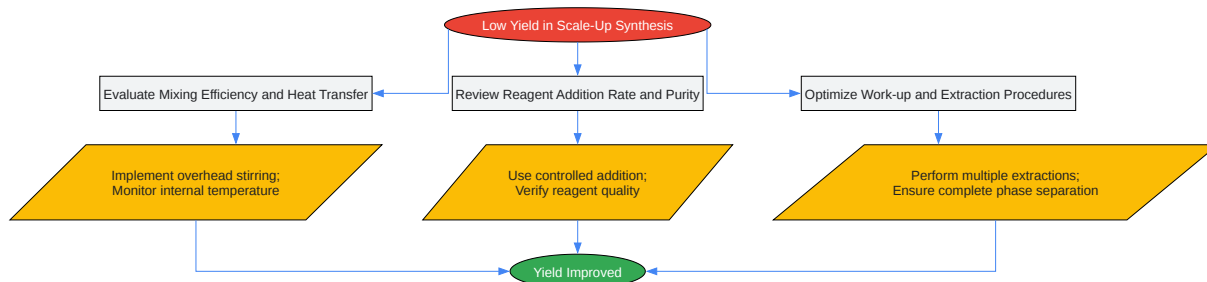 Low Yield in Scale-Up Synthesis
Evaluate Mixing Efficiency and Heat Transfer
Review Reagent Addition Rate and Purity
Optimize Work-up and Extraction Procedures
Implement overhead stirring;
Monitor internal temperature
Use controlled addition;
Verify reagent quality
Perform multiple extractions;
Ensure complete phase separation
Yield Improved